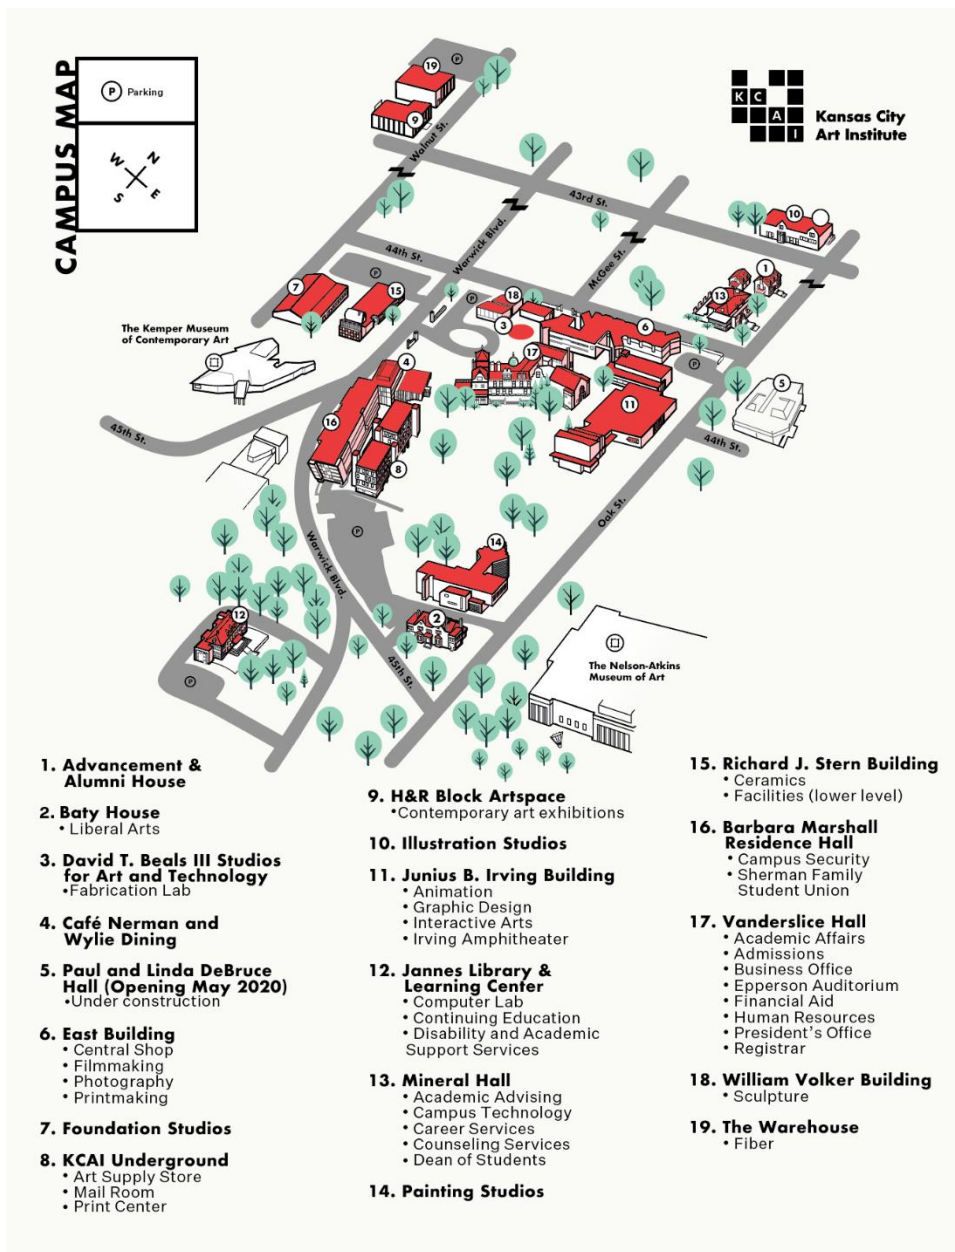 CAMPUS MAP
P Parking
W N
S E
K C
A
I
Kansas City
Art Institute
19
P
9
Walnut St.
43rd St.
10
Warwick Blvd.
McGee St.
44th St.
1
P
13
7
15
18
P
3
6
17
The Kemper Museum
of Contemporary Art
4
P
5
11
16
45th St.
44th St.
8
Oak St.
P
14
Warwick Blvd.
12
2
45th St.
P
The Nelson-Atkins
Museum of Art
1. Advancement &
Alumni House
2. Baty House
• Liberal Arts
3. David T. Beals III Studios
for Art and Technology
•Fabrication Lab
4. Café Nerman and
Wylie Dining
5. Paul and Linda DeBruce
Hall (Opening May 2020)
•Under construction
6. East Building
• Central Shop
• Filmmaking
• Photography
• Printmaking
7. Foundation Studios
8. KCAI Underground
• Art Supply Store
• Mail Room
• Print Center
9. H&R Block Artspace
•Contemporary art exhibitions
10. Illustration Studios
11. Junius B. Irving Building
• Animation
• Graphic Design
• Interactive Arts
• Irving Amphitheater
12. Jannes Library &
Learning Center
• Computer Lab
• Continuing Education
• Disability and Academic
Support Services
13. Mineral Hall
• Academic Advising
• Campus Technology
• Career Services
• Counseling Services
• Dean of Students
14. Painting Studios
15. Richard J. Stern Building
• Ceramics
• Facilities (lower level)
16. Barbara Marshall
Residence Hall
• Campus Security
• Sherman Family
Student Union
17. Vanderslice Hall
• Academic Affairs
• Admissions
• Business Office
• Epperson Auditorium
• Financial Aid
• Human Resources
• President's Office
• Registrar
18. William Volker Building
• Sculpture
19. The Warehouse
• Fiber